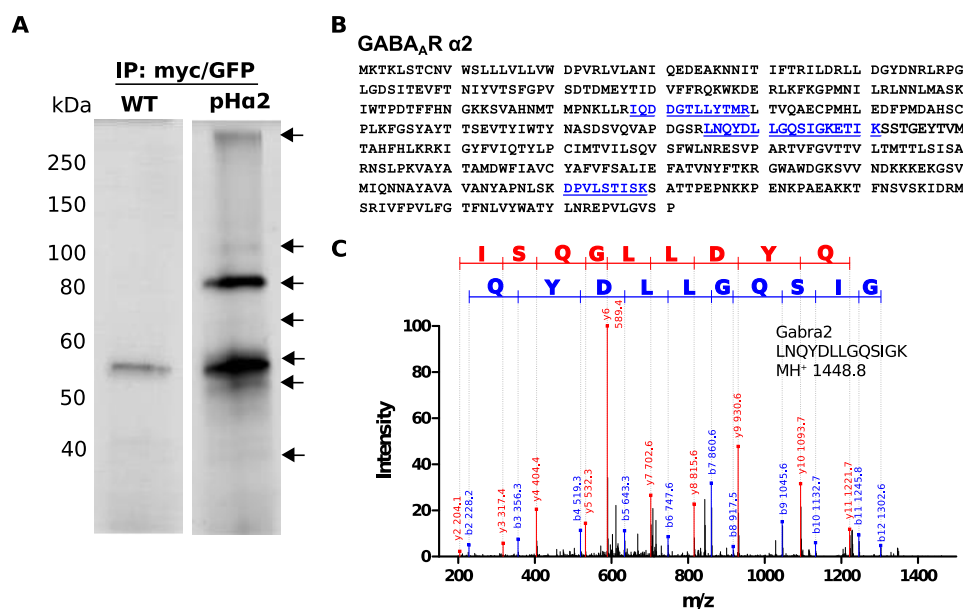 A
IP: myc/GFP
WT pHα2
kDa
250
150
100
80
60
50
40
B
GABAAR α2
MKTKLSTCNV WSLLLVLLVW DPVRLVLANI QEDEAKNNIT IFTRILDRLL DGYDNRLRPG
LGDSITEVFT NIYVTSFGPV SDTDMEYTID VFFRQKWKDE RLKFKGPMNI LRLNNLMASK
IWTPDTFFHN GKKSVAHNMT MPNKLLRIQD DGTLLYTMRL TVQAECPMHL EDFPMDAHSC
PLKFGSYAYT TSEVTYIWTY NASDSVQVAP DGSRLNQYDL LGQSIGKETI KSSTGEYTVM
TAHFHLKRKI GYFVIQTYLP CIMTVILSQV SFWLNRESVP ARTVFGVTTV LTMTTLSISA
RNSLPKVAYA TAMDWFIAVC YAFVFSALIE FATVNYFTKR GWAWDGKSVV NDKKKEKGSV
MIQNNAYAVA VANYAPNLSK DPVLSTISKS ATTPEPNKKP ENKPAEAKKT FNSVSKIDRM
SRIVFPVLFG TFNLVYWATY LNREPVLGVS P
C
I S Q G L L D Y Q
Q Y D L L G Q S I G
Gabra2
LNQYDLLGQSIGK
MH+ 1448.8
Intensity
100
80
60
40
20
0
y2 204.1
b2 228.2
y3 317.4
b3 356.3
y4 404.4
b4 519.3
y5 532.3
y6 589.4
b5 643.3
y7 702.6
b6 747.6
y8 815.6
b7 860.6
b8 917.5
y9 930.6
b9 1045.6
y10 1093.7
b10 1132.7
y11 1221.7
b11 1245.8
b12 1302.6
200 400 600 800 1000 1200 1400
m/z